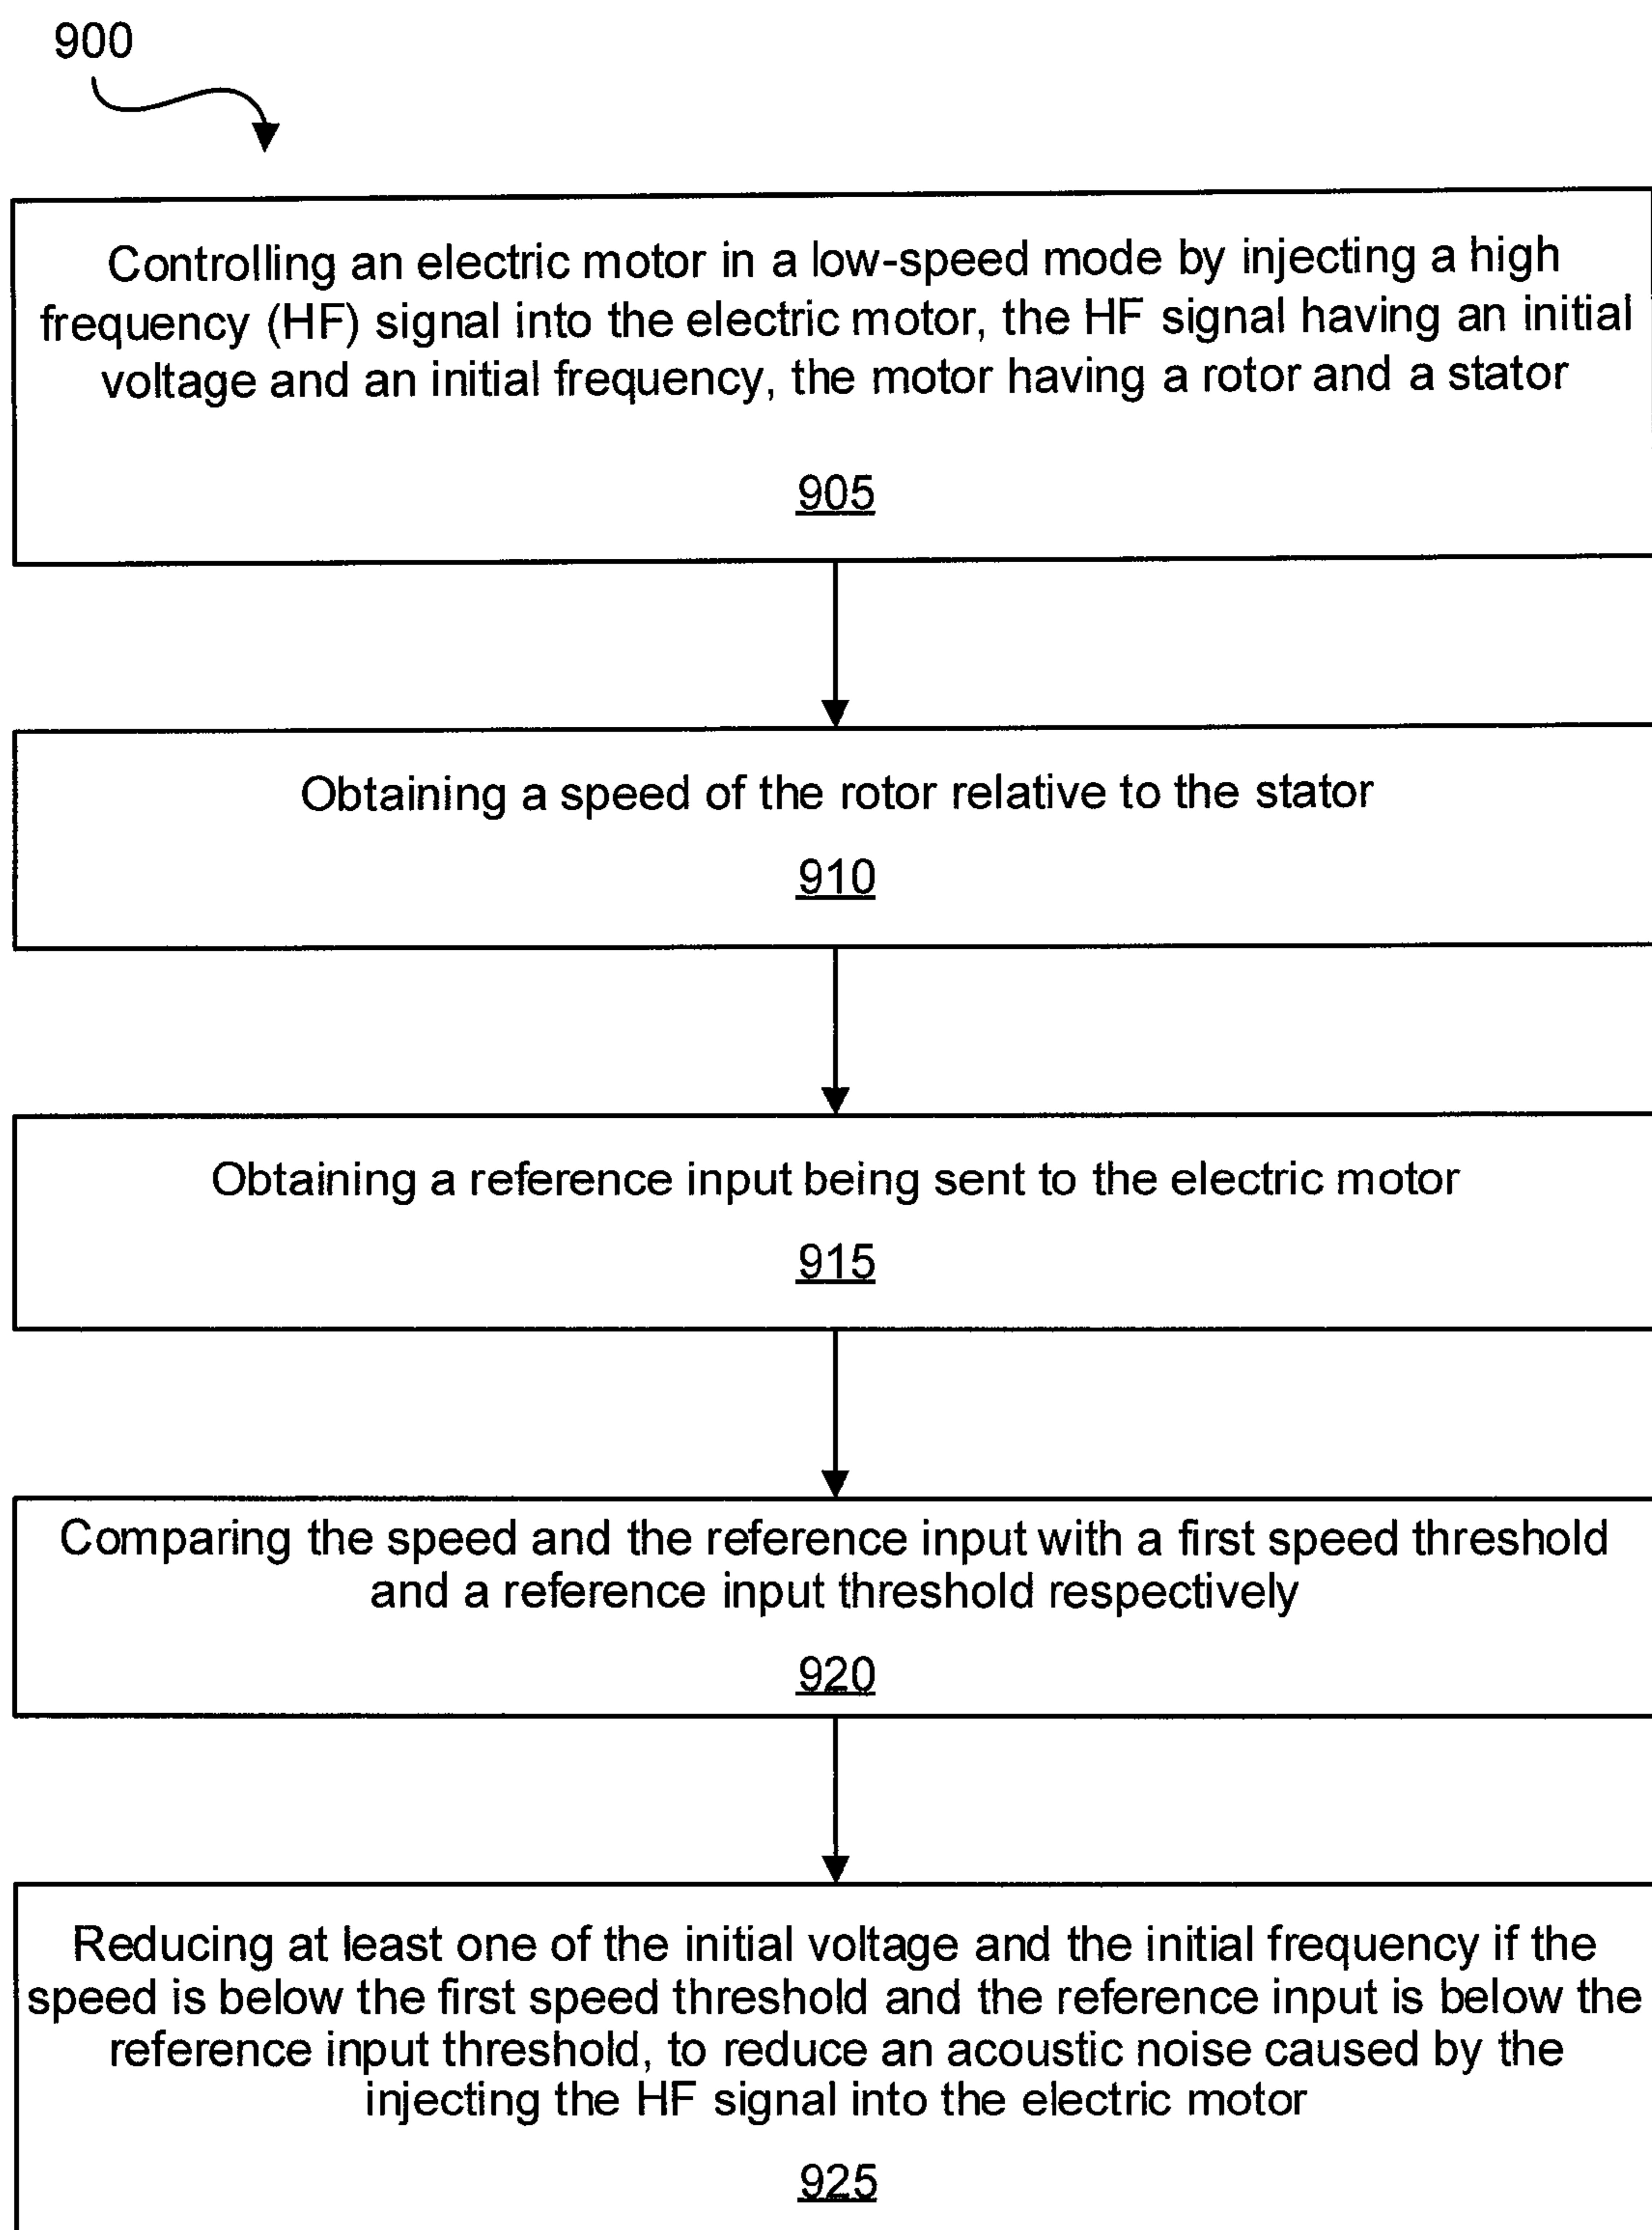 900
Controlling an electric motor in a low-speed mode by injecting a high
frequency (HF) signal into the electric motor, the HF signal having an initial
voltage and an initial frequency, the motor having a rotor and a stator
905
Obtaining a speed of the rotor relative to the stator
910
Obtaining a reference input being sent to the electric motor
915
Comparing the speed and the reference input with a first speed threshold
and a reference input threshold respectively
920
Reducing at least one of the initial voltage and the initial frequency if the
speed is below the first speed threshold and the reference input is below the
reference input threshold, to reduce an acoustic noise caused by the
injecting the HF signal into the electric motor
925